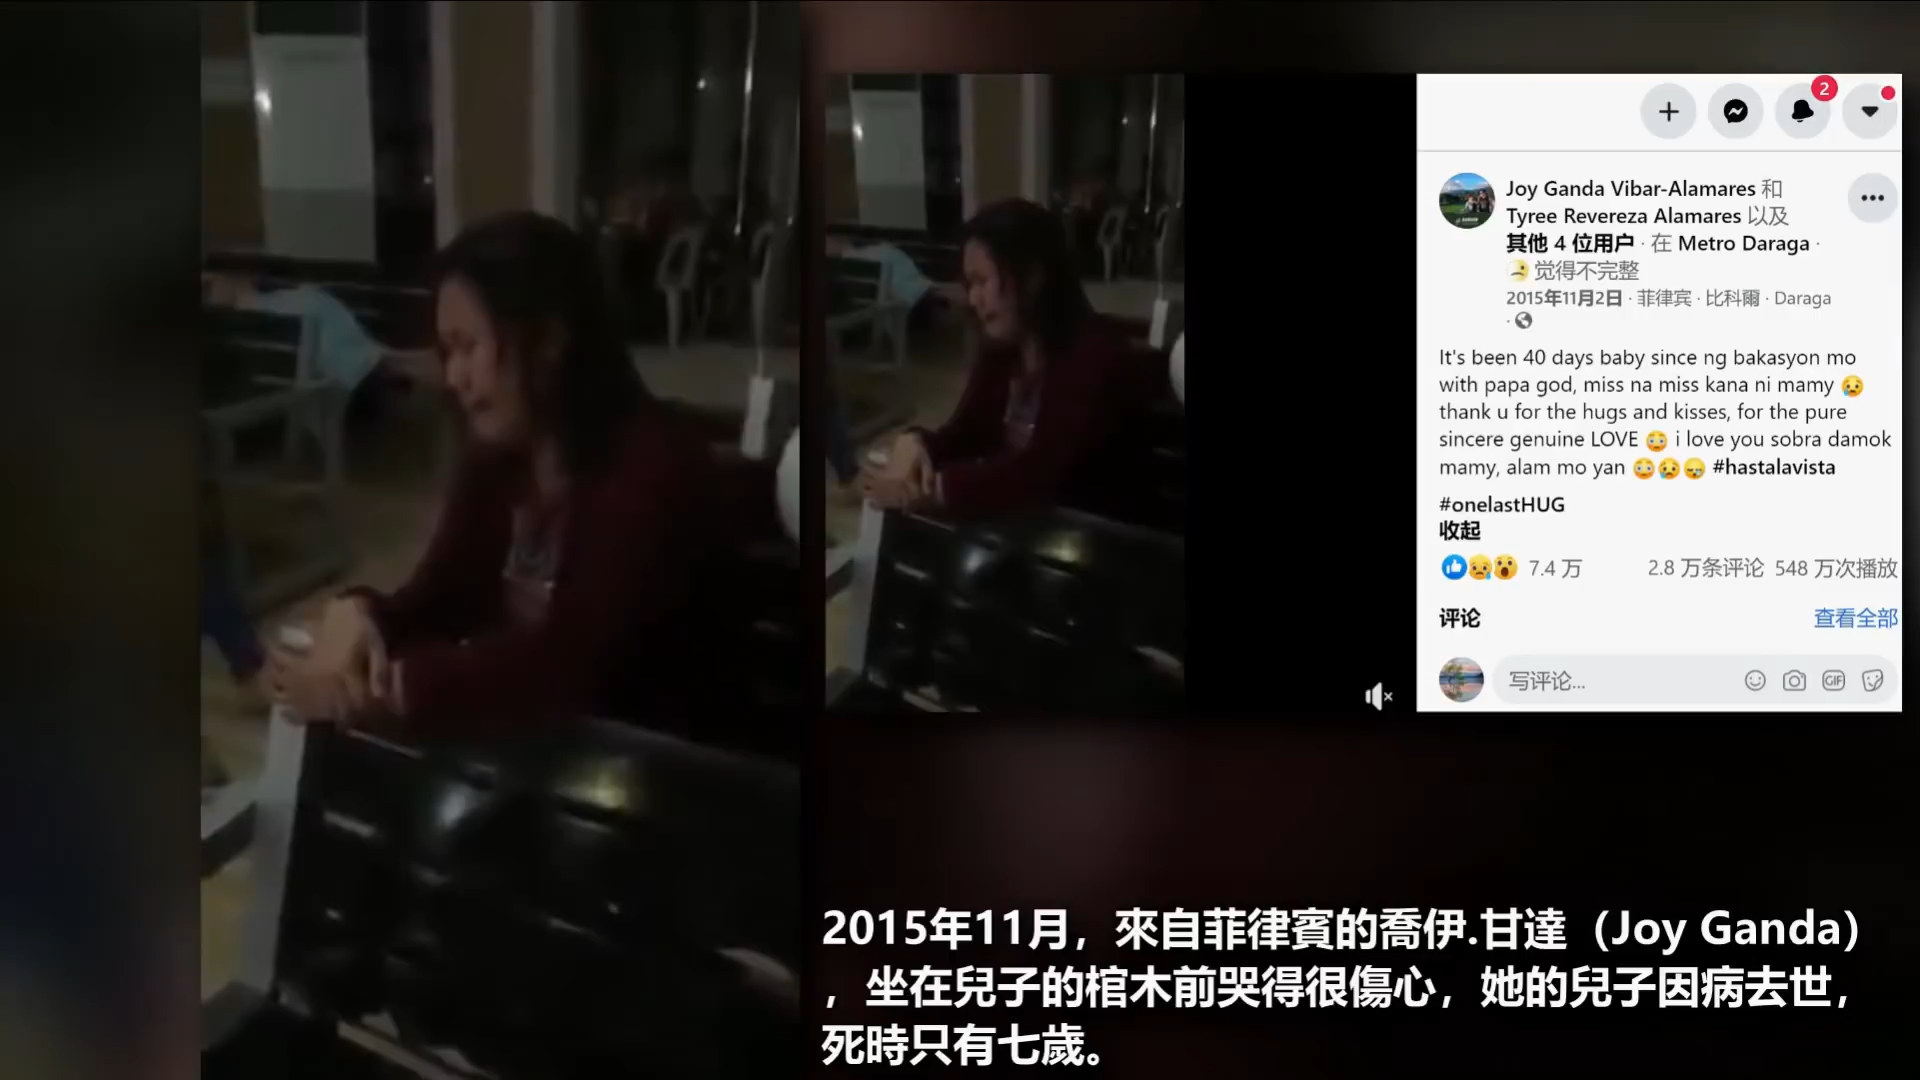 2
Joy Ganda Vibar-Alamares 和
Tyree Revereza Alamares 以及
其他 4 位用户 · 在 Metro Daraga ·
觉得不完整
2015年11月2日 · 菲律宾 · 比科爾 · Daraga
·
It's been 40 days baby since ng bakasyon mo
with papa god, miss na miss kana ni mamy 😥
thank u for the hugs and kisses, for the pure
sincere genuine LOVE 😳 i love you sobra damok
mamy, alam mo yan 😳😥😪 #hastalavista
#onelastHUG
收起
7.4 万 2.8 万条评论 548 万次播放
评论 查看全部
写评论... GIF
2015年11月，來自菲律賓的喬伊.甘達（Joy Ganda）
，坐在兒子的棺木前哭得很傷心，她的兒子因病去世，
死時只有七歲。